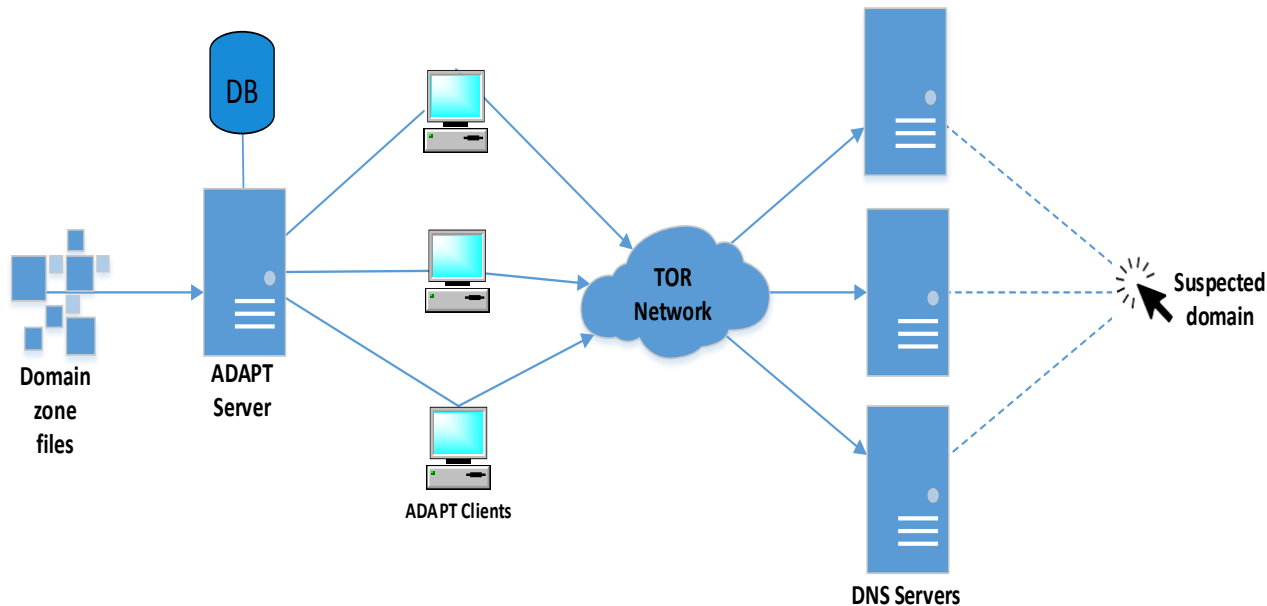 DB
Domain
zone
files
ADAPT
Server
ADAPT Clients
TOR
Network
DNS Servers
Suspected
domain